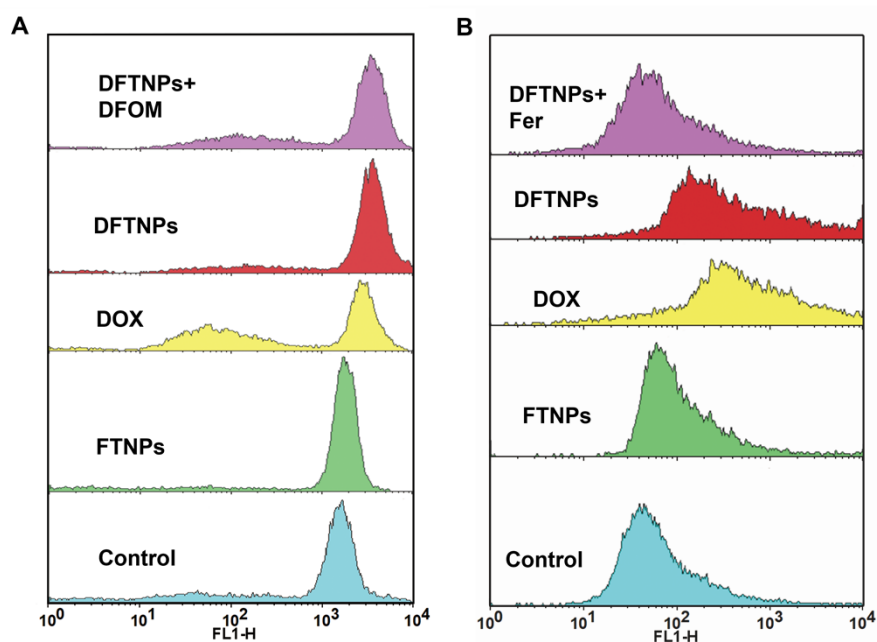 A
DFTNPs+
DFOM
DFTNPs
DOX
FTNPs
Control
10^0 10^1 10^2 10^3 10^4
FL1-H
B
DFTNPs+
Fer
DFTNPs
DOX
FTNPs
Control
10^0 10^1 10^2 10^3 10^4
FL1-H